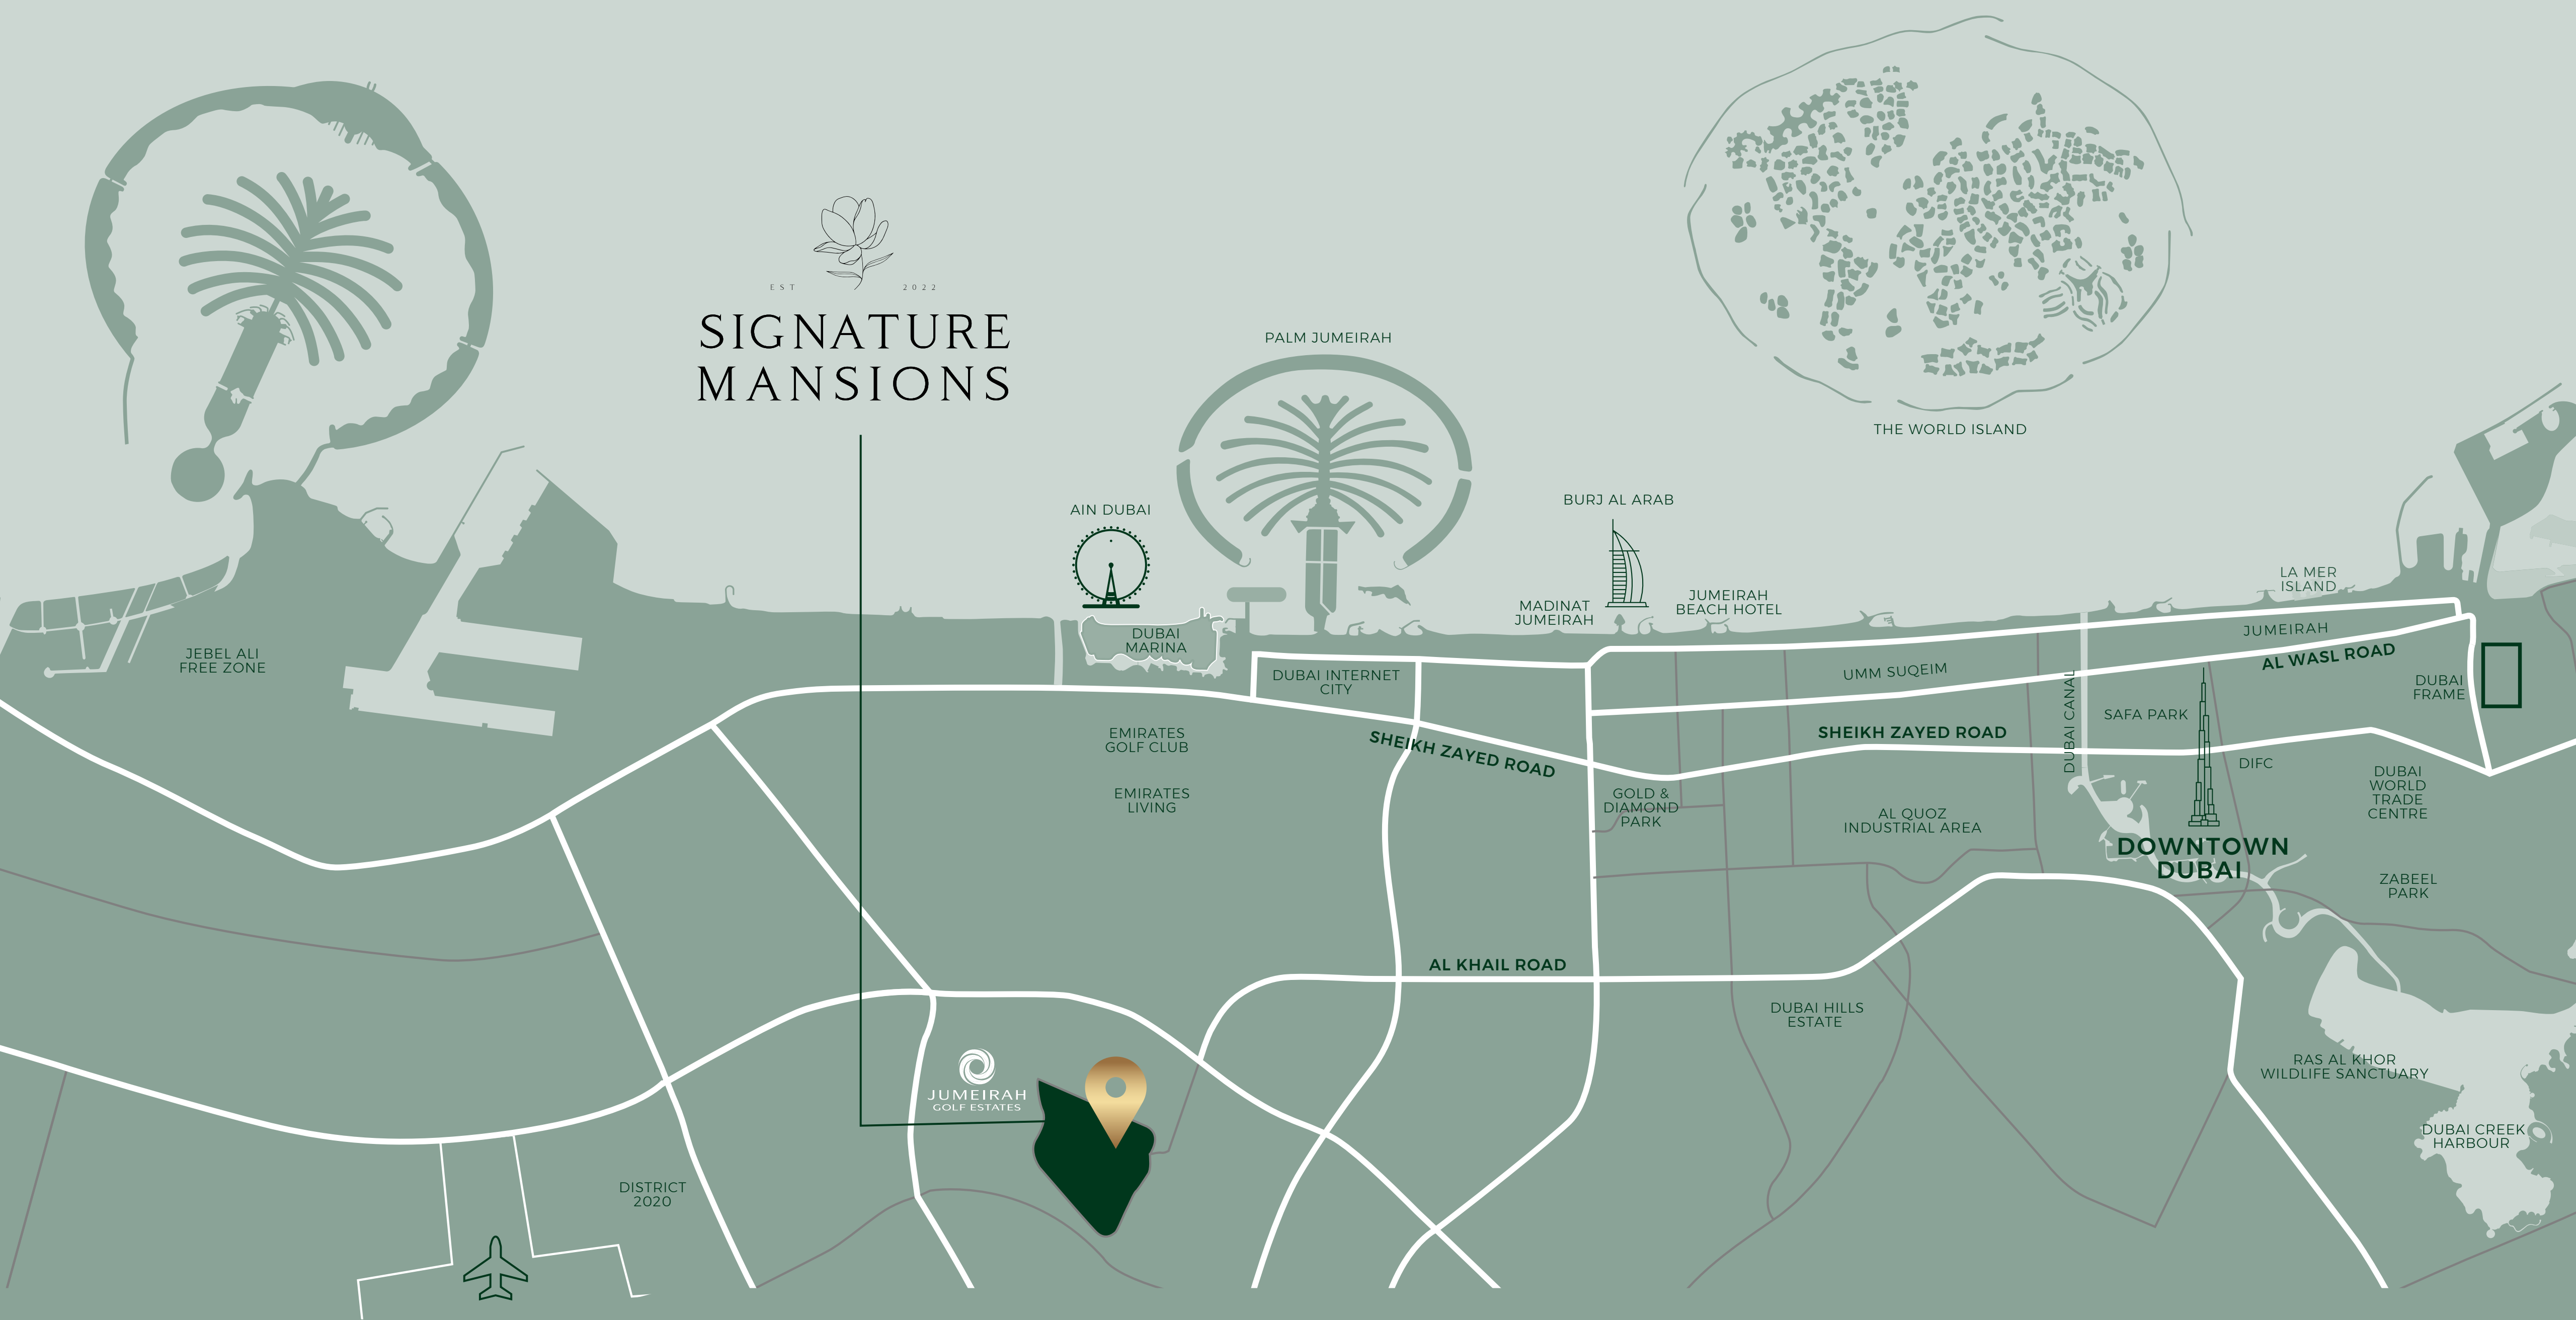 EST 2022
SIGNATURE
MANSIONS
PALM JUMEIRAH
THE WORLD ISLAND
AIN DUBAI
BURJ AL ARAB
MADINAT
JUMEIRAH
JUMEIRAH
BEACH HOTEL
LA MER
ISLAND
JEBEL ALI
FREE ZONE
DUBAI
MARINA
DUBAI INTERNET
CITY
UMM SUQEIM
JUMEIRAH
AL WASL ROAD
DUBAI
FRAME
DUBAI CANAL
SAFA PARK
EMIRATES
GOLF CLUB
SHEIKH ZAYED ROAD
SHEIKH ZAYED ROAD
DIFC
DUBAI
WORLD
TRADE
CENTRE
EMIRATES
LIVING
GOLD &
DIAMOND
PARK
AL QUOZ
INDUSTRIAL AREA
DOWNTOWN
DUBAI
ZABEEL
PARK
AL KHAIL ROAD
DUBAI HILLS
ESTATE
JUMEIRAH
GOLF ESTATES
RAS AL KHOR
WILDLIFE SANCTUARY
DUBAI CREEK
HARBOUR
DISTRICT
2020